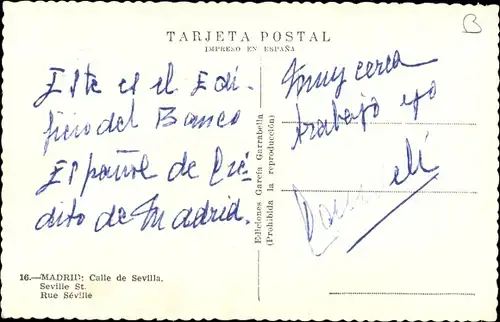 B
TARJETA POSTAL
IMPRESO EN ESPAÑA
Este es el Edi-
ficio del Banco
Español de Cré-
dito de Madrid.
muy cerca
trabajo yo
Ediciones García Garrabella
(Prohibida la reproducción)
16.—MADRID: Calle de Sevilla.
Seville St.
Rue Séville